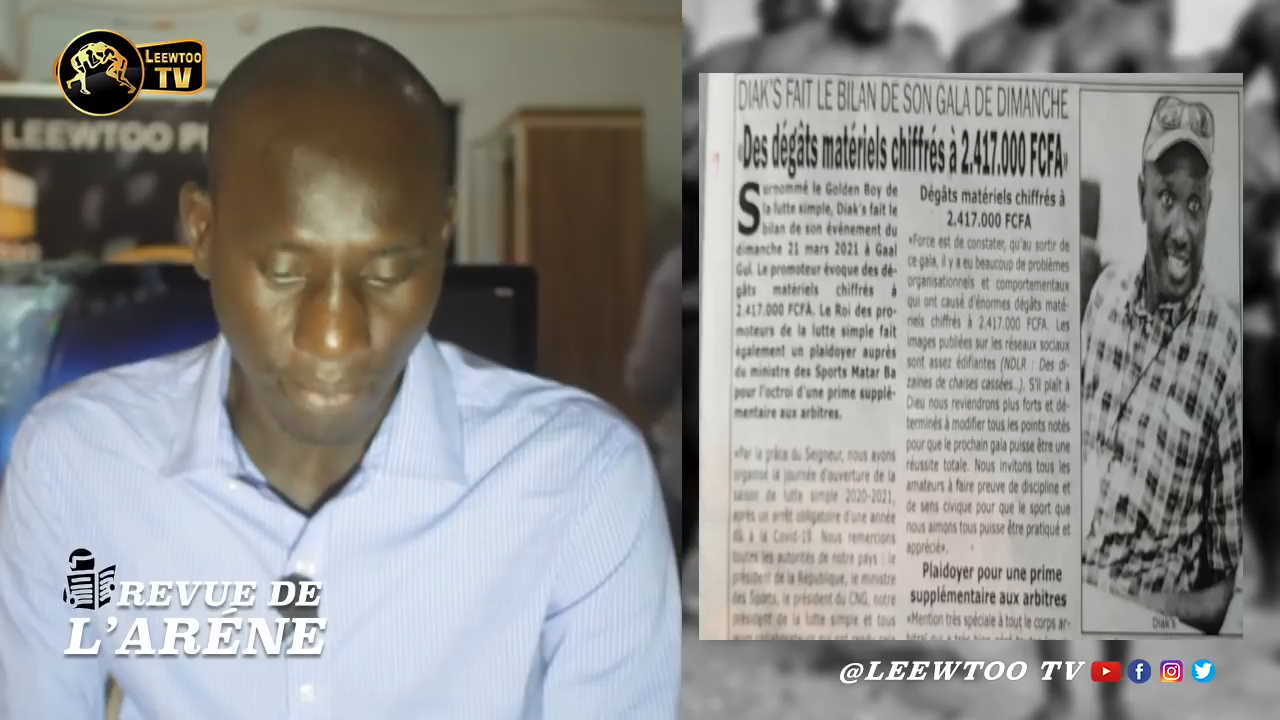 LEEWTOO
TV
LEEWTOO P
REVUE DE
L'ARÉNE
DIAK'S FAIT LE BILAN DE SON GALA DE DIMANCHE
«Des dégâts matériels chiffrés à 2.417.000 FCFA»
Surnommé le Golden Boy de
la lutte simple, Diak's fait le
bilan de son événement du
dimanche 21 mars 2021 à Gaal
Gui. Le promoteur évoque des dé-
gâts matériels chiffrés à
2.417.000 FCFA. Le Roi des pro-
moteurs de la lutte simple fait
également un plaidoyer auprès
du ministre des Sports Matar Ba
pour l'octroi d'une prime supplé-
mentaire aux arbitres.
«Par la grâce du Seigneur, nous avons
organisé la journée d'ouverture de la
saison de lutte simple 2020-2021,
après un arrêt obligatoire d'une année
dû à la Covid-19. Nous remercions
toutes les autorités de notre pays : le
président de la République, le ministre
des Sports, le président du CNG, notre
président de la lutte simple et tous
Dégâts matériels chiffrés à
2.417.000 FCFA
«Force est de constater, qu'au sortir de
ce gala, il y a eu beaucoup de problèmes
organisationnels et comportementaux
qui ont causé d'énormes dégâts maté-
riels chiffrés à 2.417.000 FCFA. Les
images publiées sur les réseaux sociaux
sont assez édifiantes (NDLR : Des di-
zaines de chaises cassées..). S'il plaît à
Dieu nous reviendrons plus forts et dé-
terminés à modifier tous les points notés
pour que le prochain gala puisse être une
réussite totale. Nous invitons tous les
amateurs à faire preuve de discipline et
de sens civique pour que le sport que
nous aimons tous puisse être pratiqué et
apprécié».
Plaidoyer pour une prime
supplémentaire aux arbitres
«Mention très spéciale à tout le corps ar-
Diak's
@LEEWTOO TV